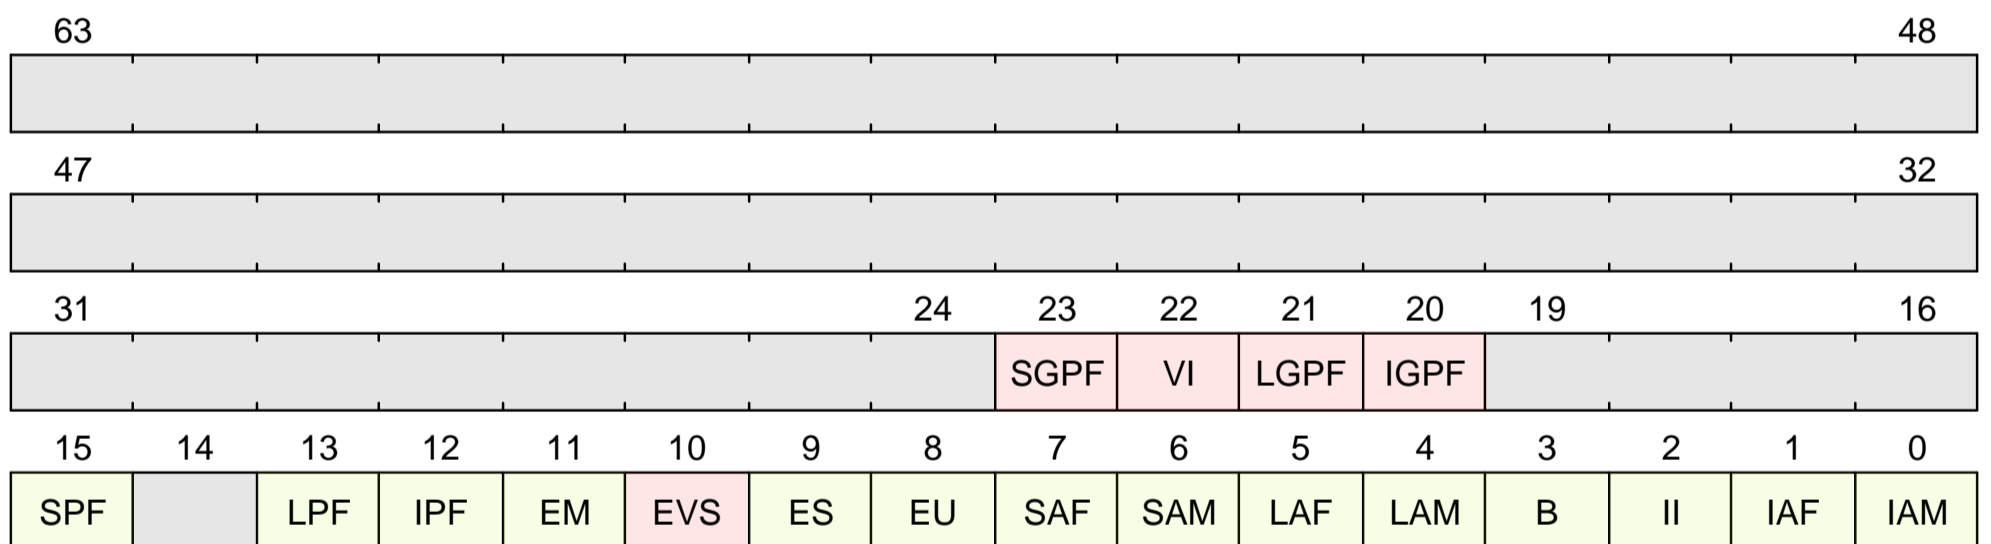 63 48
47 32
31 24 23 22 21 20 19 16
SGPF VI LGPF IGPF
15 14 13 12 11 10 9 8 7 6 5 4 3 2 1 0
SPF LPF IPF EM EVS ES EU SAF SAM LAF LAM B II IAF IAM